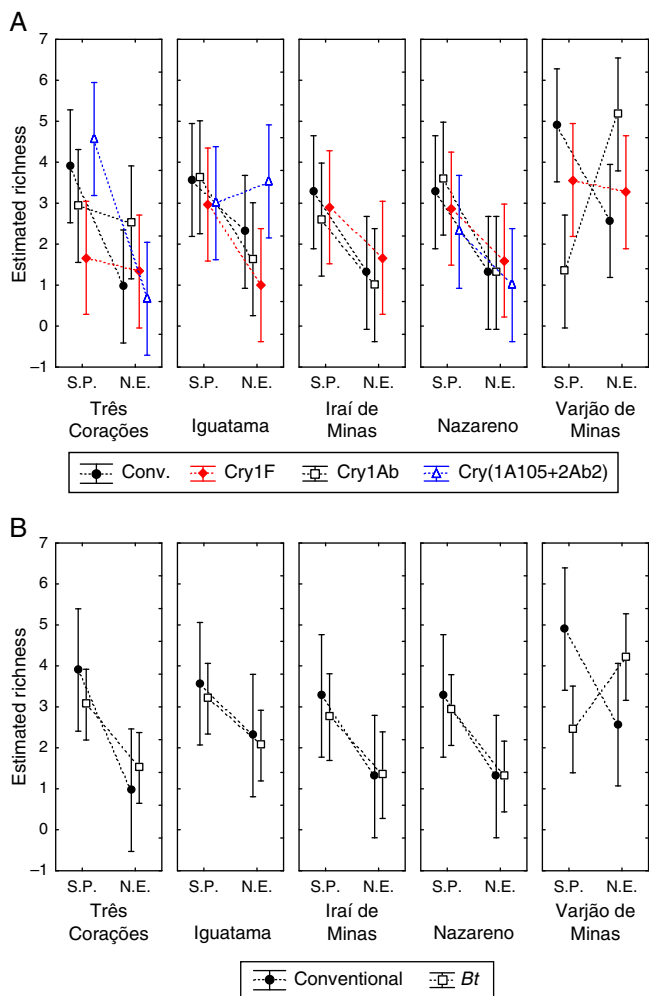 A
Estimated richness
7
6
5
4
3
2
1
0
–1
S.P. N.E. S.P. N.E. S.P. N.E. S.P. N.E. S.P. N.E.
Três Corações
Iguatama
Iraí de Minas
Nazareno
Varjão de Minas
Conv. Cry1F Cry1Ab Cry(1A105+2Ab2)
B
Estimated richness
7
6
5
4
3
2
1
0
–1
S.P. N.E. S.P. N.E. S.P. N.E. S.P. N.E. S.P. N.E.
Três Corações
Iguatama
Iraí de Minas
Nazareno
Varjão de Minas
Conventional Bt